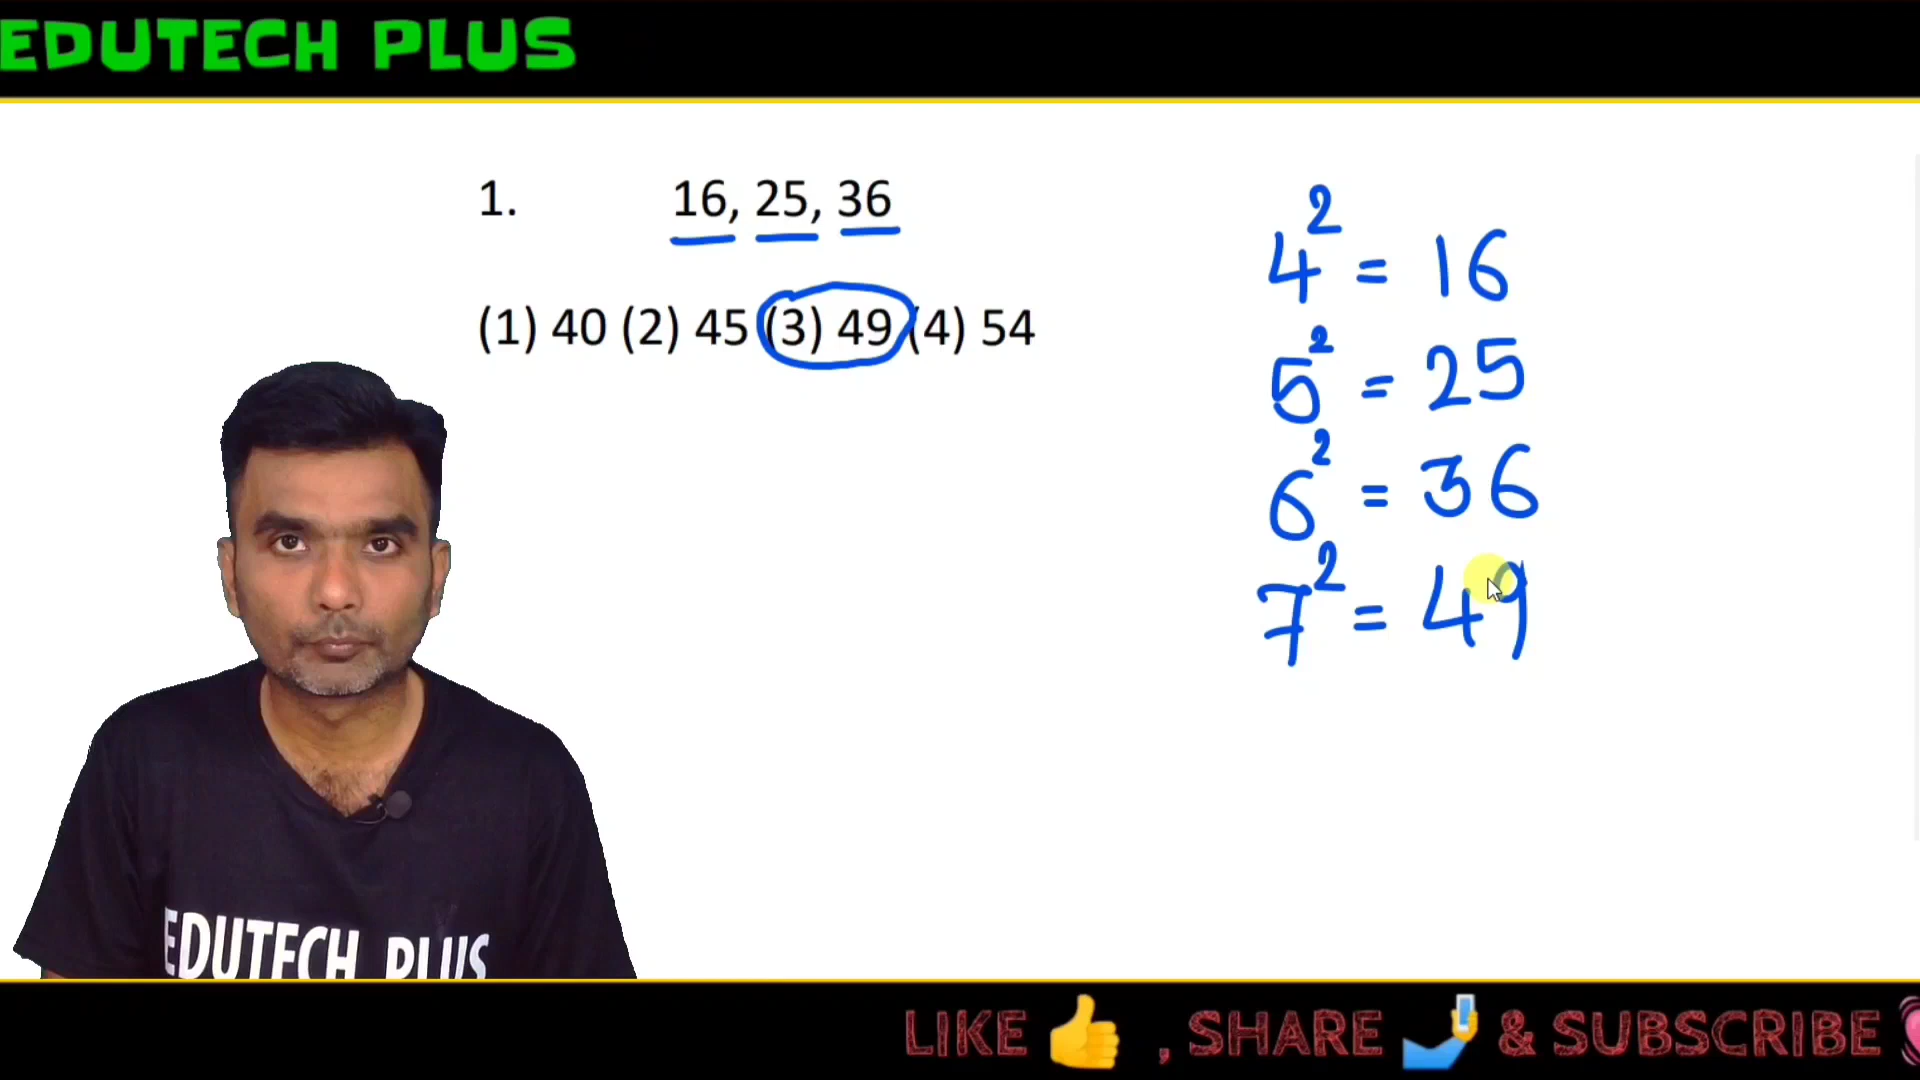 EDUTECH PLUS
1. 16, 25, 36
(1) 40 (2) 45 (3) 49 (4) 54
4² = 16
5² = 25
6² = 36
7² = 49
EDUTECH PLUS
LIKE 👍 , SHARE 🤳 & SUBSCRIBE